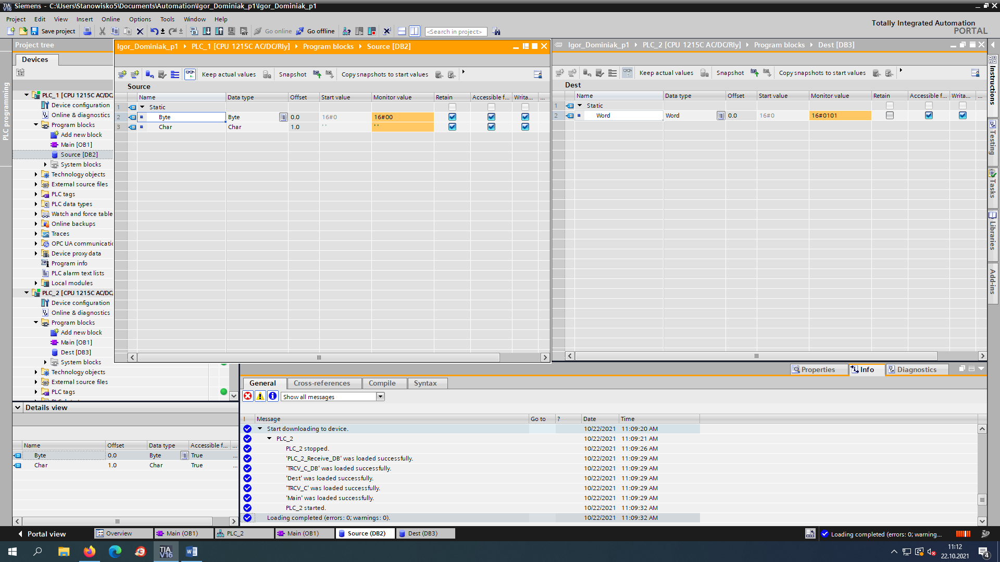 Siemens - C:\Users\Stanowisko5\Documents\Automation\Igor_Dominiak_p1\Igor_Dominiak_p1
Project Edit View Insert Online Options Tools Window Help
Totally Integrated Automation
PORTAL
Save project Go online Go offline <Search in project>
Project tree
Devices
PLC programming
PLC_1 [CPU 1215C AC/DC/
Device configuration
Online & diagnostics
Program blocks
Add new block
Main [OB1]
Source [DB2]
System blocks
Technology objects
External source files
PLC tags
PLC data types
Watch and force table
Online backups
Traces
OPC UA communicatio
Device proxy data
Program info
PLC alarm text lists
Local modules
PLC_2 [CPU 1215C AC/DC/
Device configuration
Online & diagnostics
Program blocks
Add new block
Main [OB1]
Dest [DB3]
System blocks
Technology objects
External source files
PLC tags
Igor_Dominiak_p1 PLC_1 [CPU 1215C AC/DC/Rly] Program blocks Source [DB2]
Keep actual values Snapshot Copy snapshots to start values
Source
Name Data type Offset Start value Monitor value Retain Accessible f... Writa... ...
1 Static
2 Byte Byte 0.0 16#0 16#00
3 Char Char 1.0 ' ' ' '
Igor_Dominiak_p1 PLC_2 [CPU 1215C AC/DC/Rly] Program blocks Dest [DB3]
Keep actual values Snapshot Copy snapshots to start values
Dest
Name Data type Offset Start value Monitor value Retain Accessible f... Writa... ...
1 Static
2 Word Word 0.0 16#0 16#0101
Instructions
Testing
Tasks
Libraries
Add-ins
Details view
Name Offset Data type Accessible f... ...
Byte 0.0 Byte True ...
Char 1.0 Char True ...
Properties Info Diagnostics
General Cross-references Compile Syntax
Show all messages
! Message Go to ? Date Time
Start downloading to device. 10/22/2021 11:09:20 AM
PLC_2 10/22/2021 11:09:21 AM
PLC_2 stopped. 10/22/2021 11:09:26 AM
'PLC_2_Receive_DB' was loaded successfully. 10/22/2021 11:09:29 AM
'TRCV_C_DB' was loaded successfully. 10/22/2021 11:09:29 AM
'Dest' was loaded successfully. 10/22/2021 11:09:29 AM
'TRCV_C' was loaded successfully. 10/22/2021 11:09:29 AM
'Main' was loaded successfully. 10/22/2021 11:09:29 AM
PLC_2 started. 10/22/2021 11:09:32 AM
Loading completed (errors: 0; warnings: 0). 10/22/2021 11:09:32 AM
Portal view Overview Main (OB1) PLC_2 Main (OB1) Source (DB2) Dest (DB3) Loading completed (errors: 0; warning...
TIA V16
11:12
22.10.2021
4